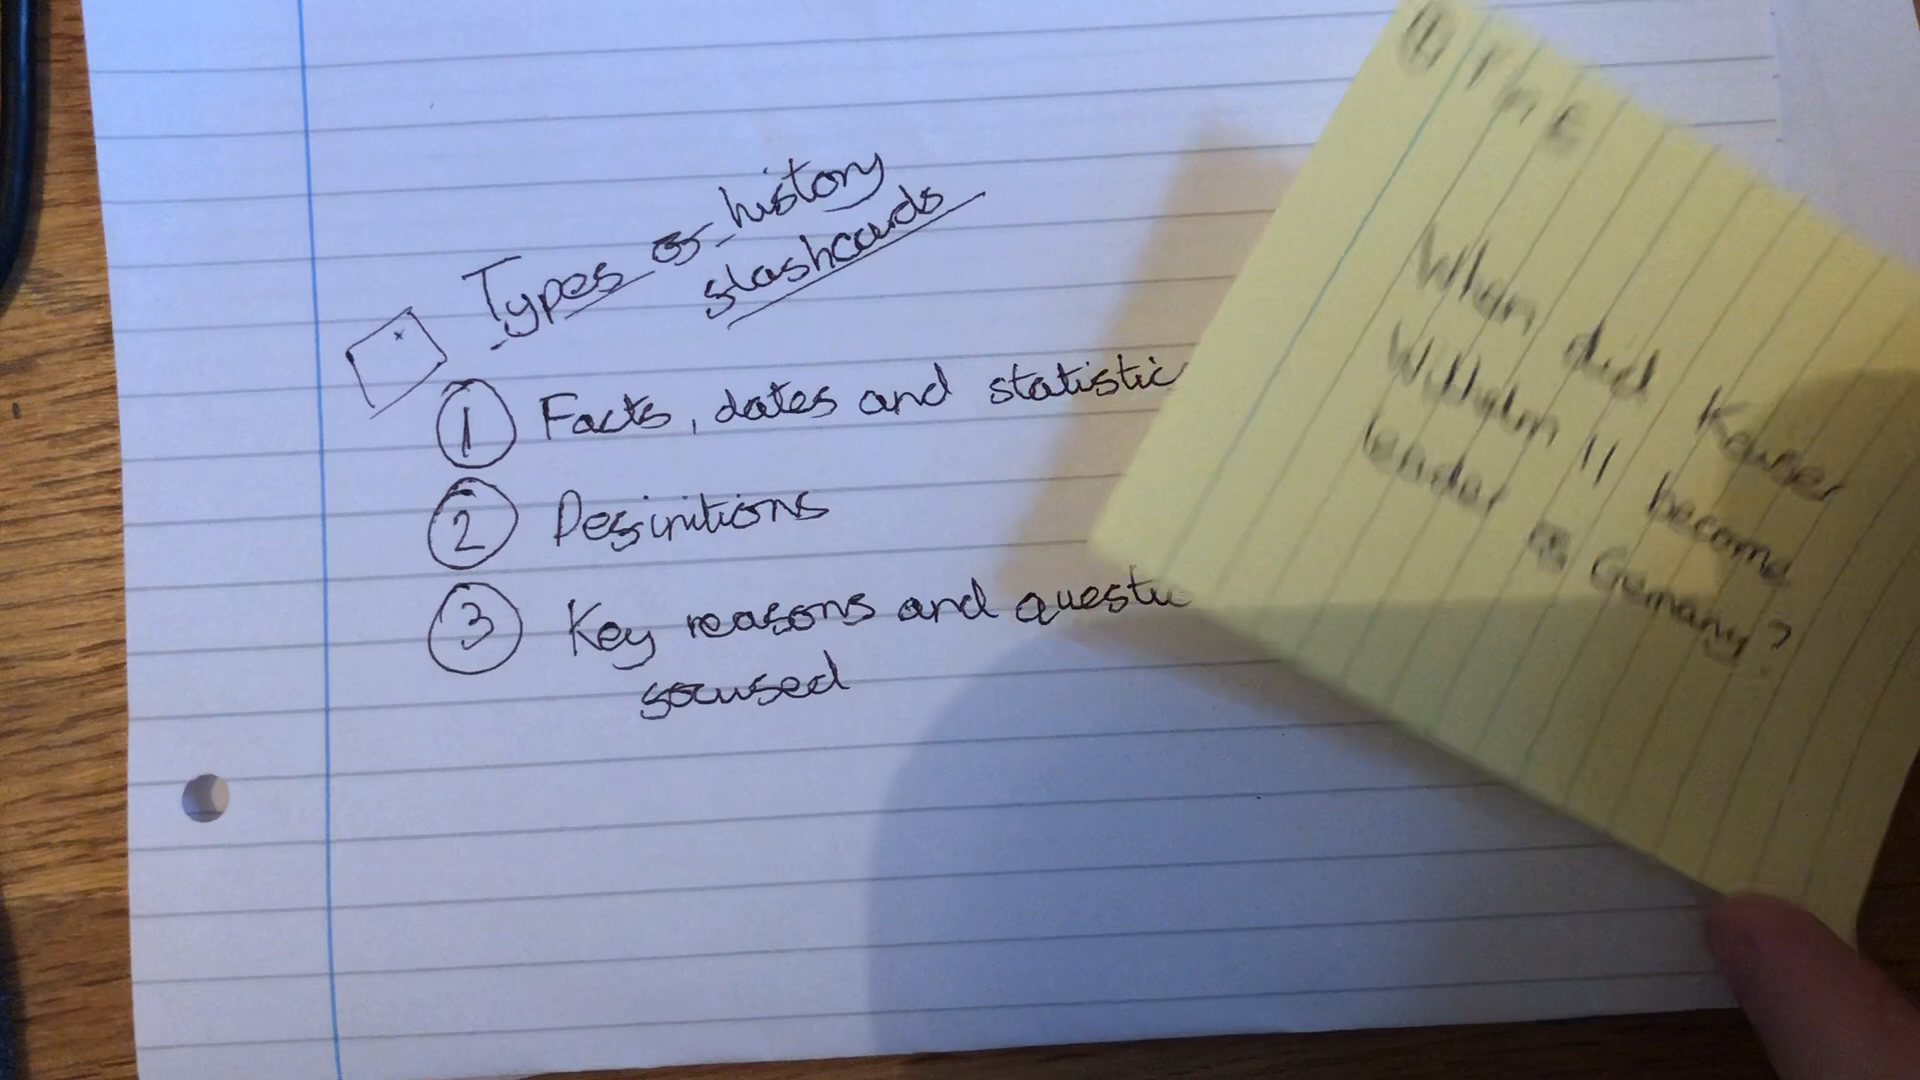 Types of history
flashcards
1 Facts, dates and statistic
2 Definitions
3 Key reasons and questi
focused
When did Kaiser
Wilhelm II become
leader of Germany?